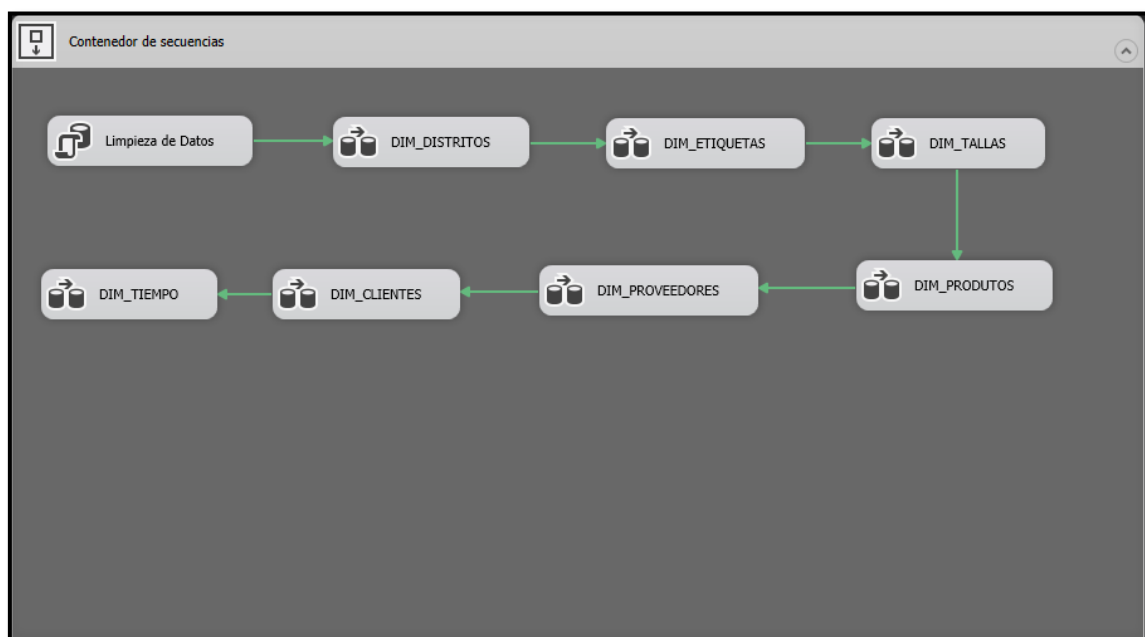 Contenedor de secuencias
Limpieza de Datos
DIM_DISTRITOS
DIM_ETIQUETAS
DIM_TALLAS
DIM_TIEMPO
DIM_CLIENTES
DIM_PROVEEDORES
DIM_PRODUTOS